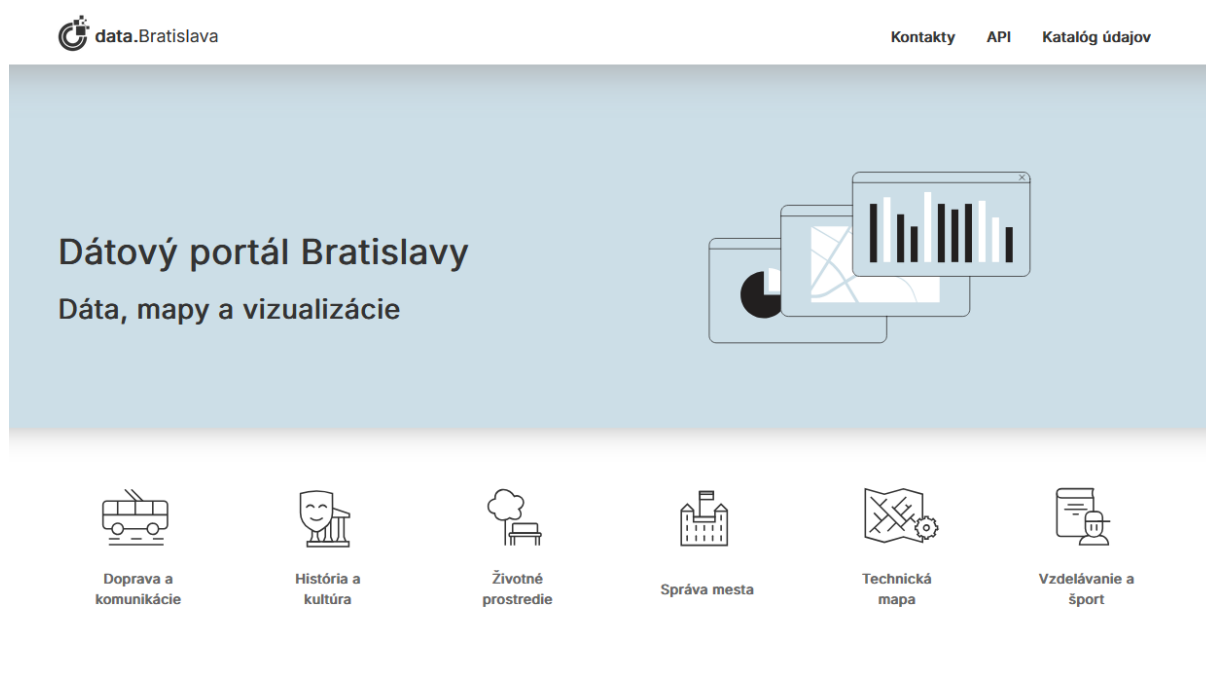 data.Bratislava
Kontakty API Katalóg údajov
Dátový portál Bratislavy
Dáta, mapy a vizualizácie
Doprava a
komunikácie
História a
kultúra
Životné
prostredie
Správa mesta
Technická
mapa
Vzdelávanie a
šport